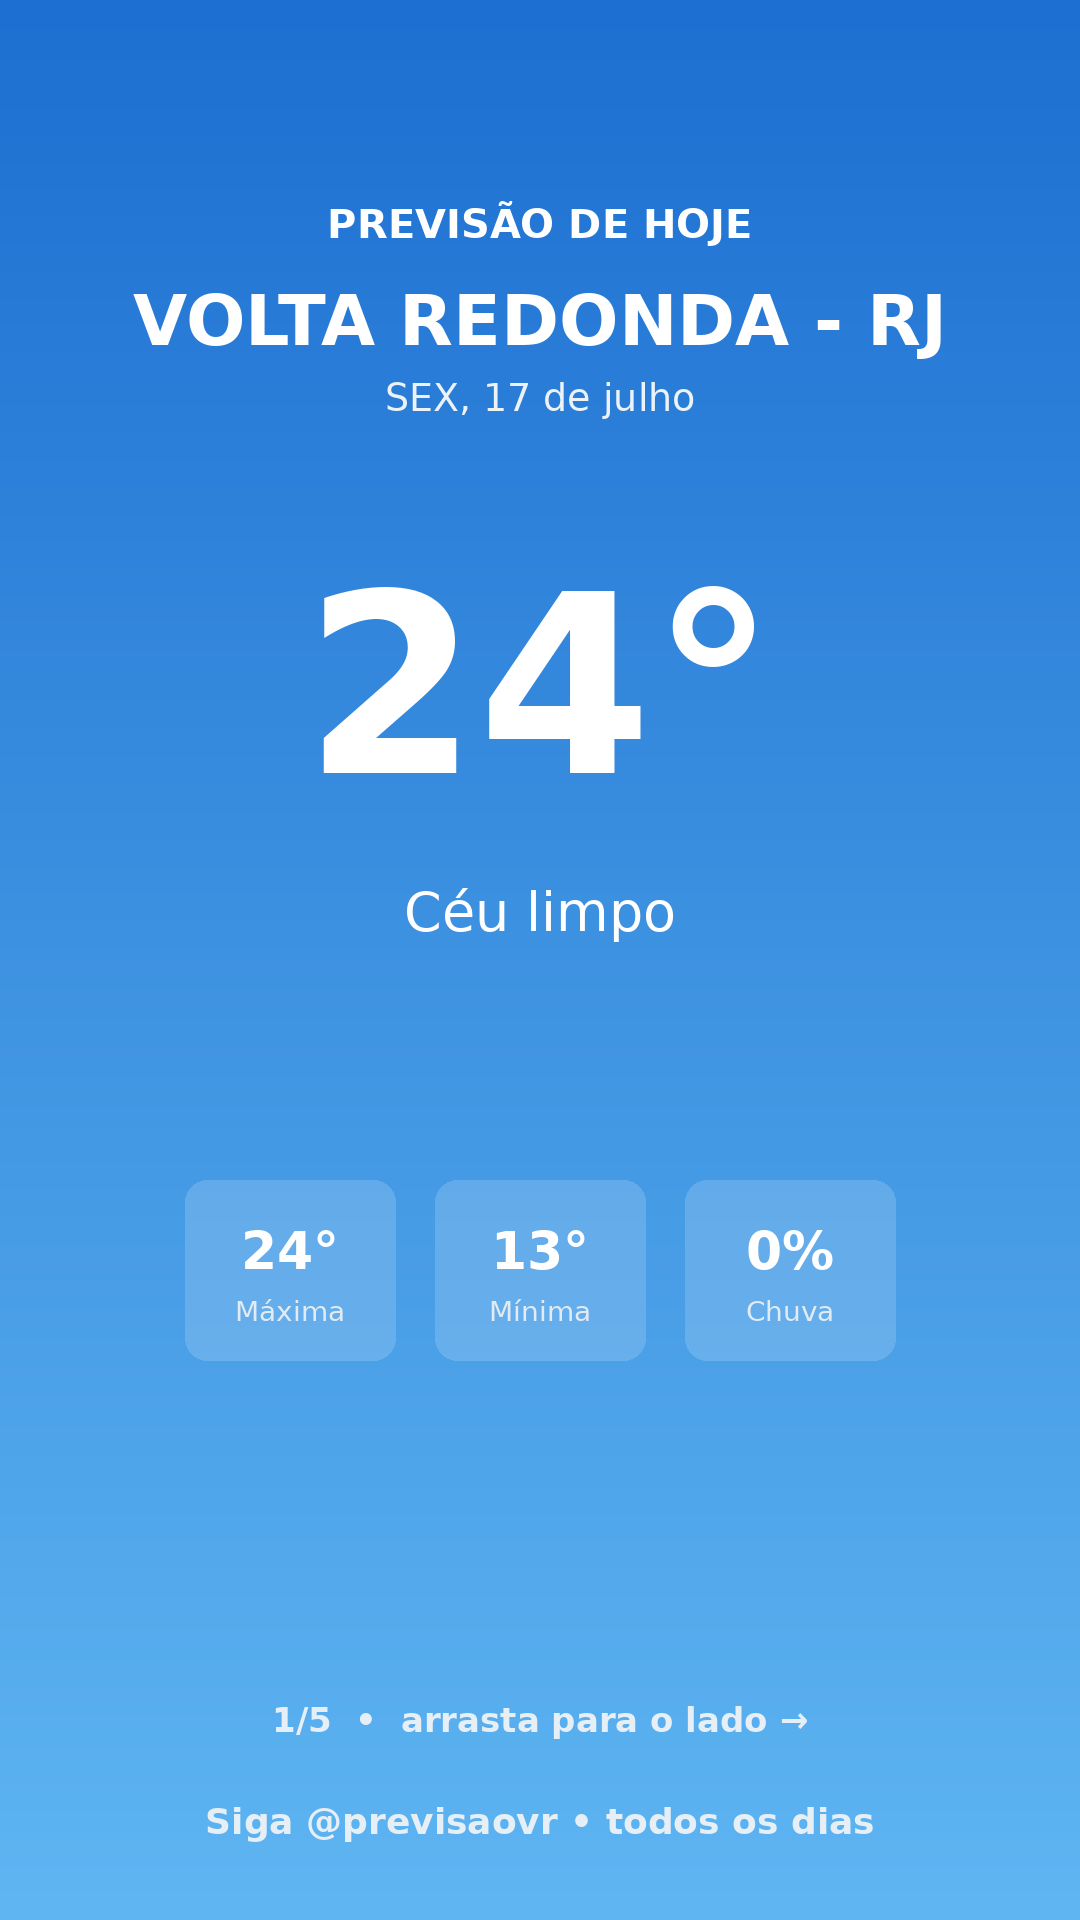 PREVISÃO DE HOJE
VOLTA REDONDA - RJ
SEX, 17 de julho
24°
Céu limpo
24° 13° 0%
Máxima Mínima Chuva
1/5 • arrasta para o lado →
Siga @previsaovr • todos os dias